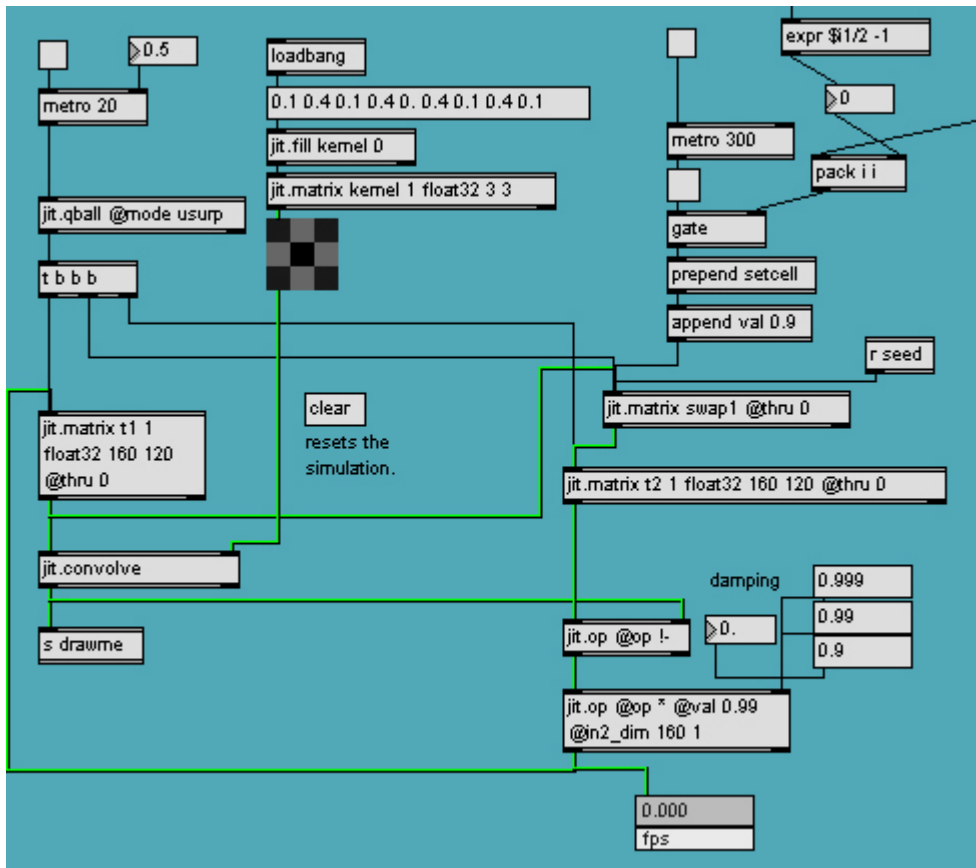 expr $i1/2 -1
0.5
loadbang
metro 20
0.1 0.4 0.1 0.4 0. 0.4 0.1 0.4 0.1
0
jit.fill kernel 0
metro 300
pack i i
jit.matrix kernel 1 float32 3 3
jit.qball @mode usurp
gate
t b b b
prepend setcell
append val 0.9
r seed
clear
resets the
simulation.
jit.matrix swap1 @thru 0
jit.matrix t1 1
float32 160 120
@thru 0
jit.matrix t2 1 float32 160 120 @thru 0
jit.convolve
damping
0.999
0.99
0.9
0.
s drawme
jit.op @op !-
jit.op @op * @val 0.99
@in2_dim 160 1
0.000
fps